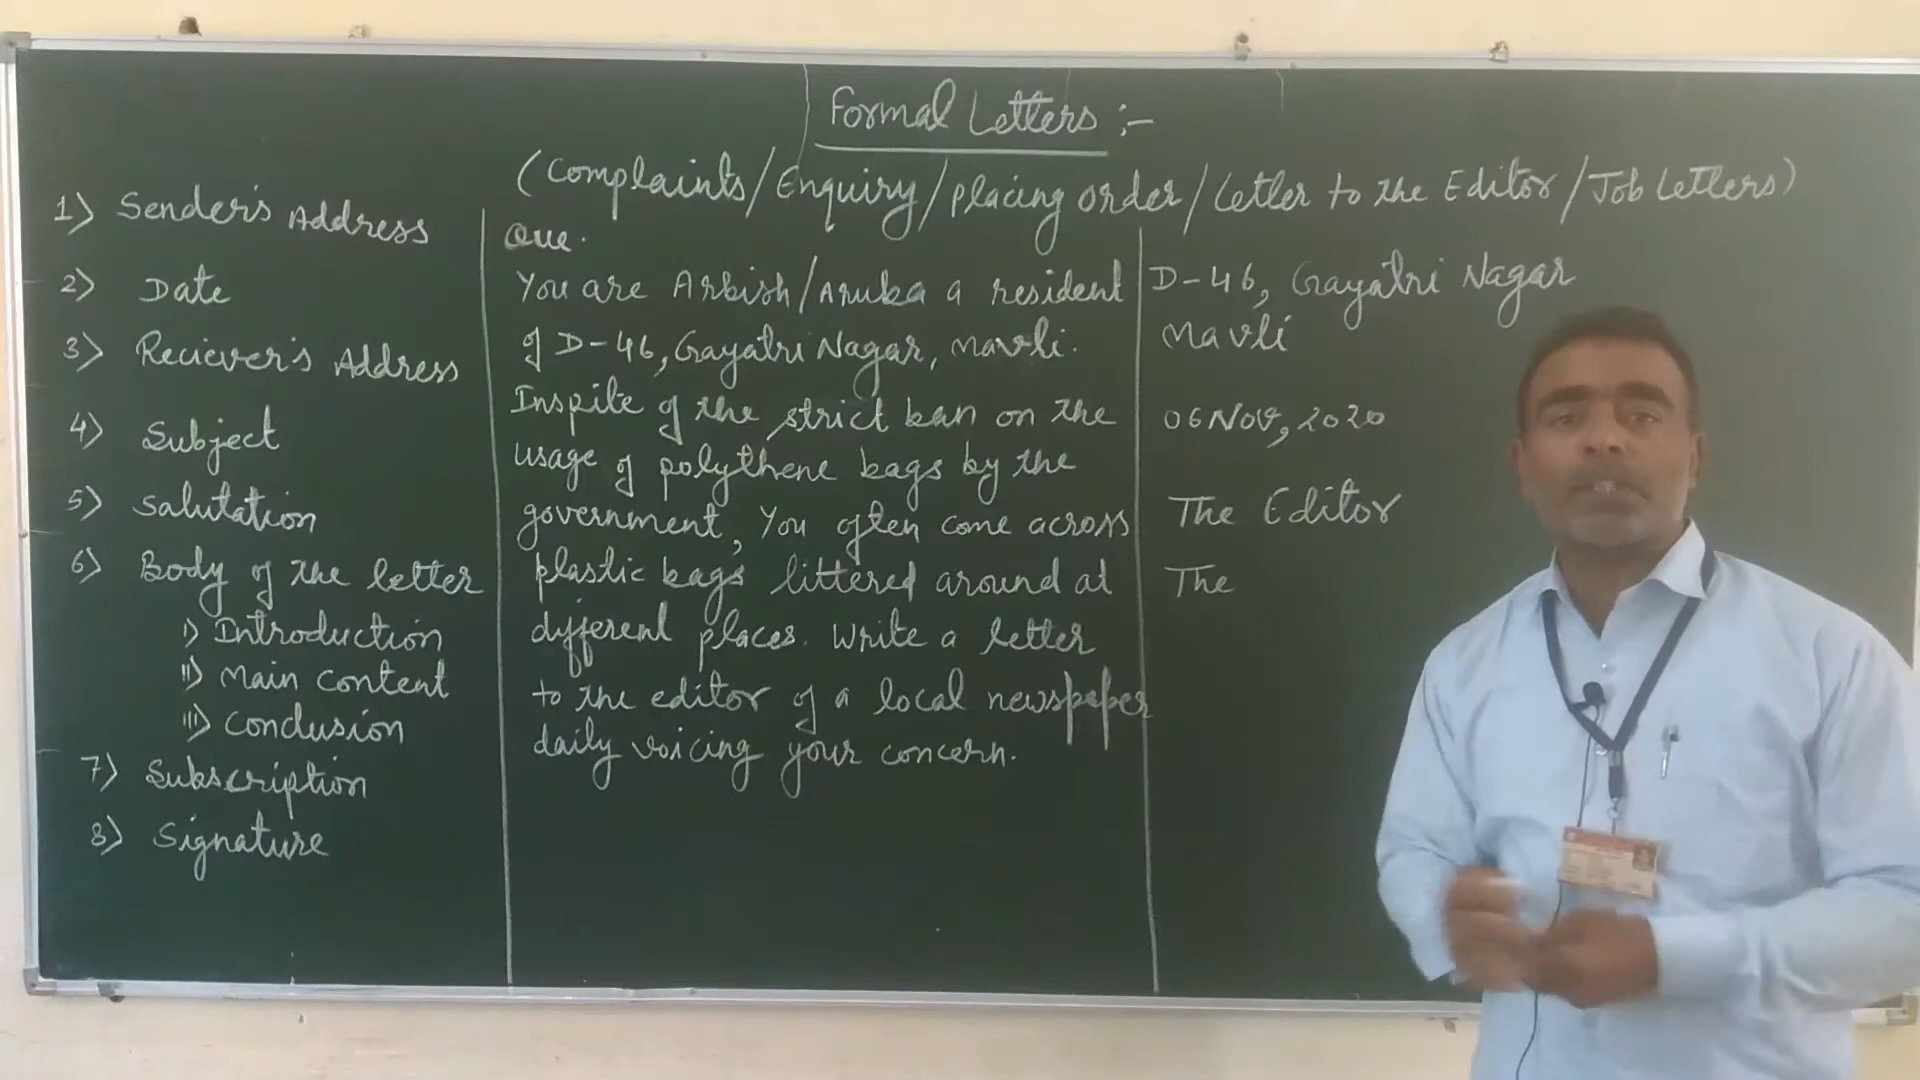 Formal Letters :-
(Complaints/Enquiry/placing order/Letter to the Editor/Job Letters)
1) Sender's Address
2) Date
3) Reciever's Address
4) Subject
5) Salutation
6) Body of the letter
i) Introduction
ii) Main content
iii) Conclusion
7) Subscription
8) Signature
Que.
You are Arbish/Anuka a resident
of D-46, Gayatri Nagar, Mavli.
Inspite of the strict ban on the
usage of polythene bags by the
government, You often come across
plastic bags littered around at
different places. Write a letter
to the editor of a local newspeper
daily voicing your concern.
D-46, Gayatri Nagar
Mavli
06 Nov, 2020
The Editor
The